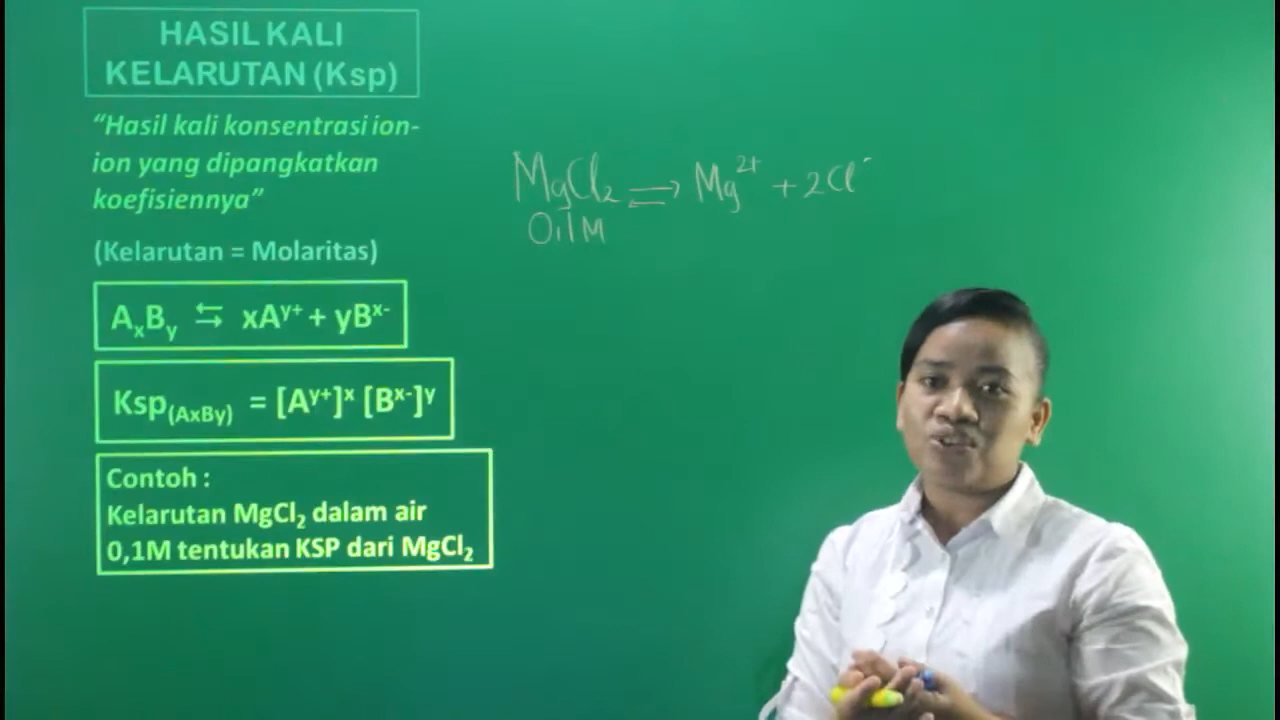 HASIL KALI
KELARUTAN (Ksp)
“Hasil kali konsentrasi ion-
ion yang dipangkatkan
koefisiennya”
(Kelarutan = Molaritas)
AₓBᵧ ⇆ xAʸ⁺ + yBˣ⁻
Ksp₍AxBy₎ = [Aʸ⁺]ˣ [Bˣ⁻]ʸ
Contoh :
Kelarutan MgCl₂ dalam air
0,1M tentukan KSP dari MgCl₂
MgCl₂ ⇌ Mg²⁺ + 2Cl⁻
0,1M